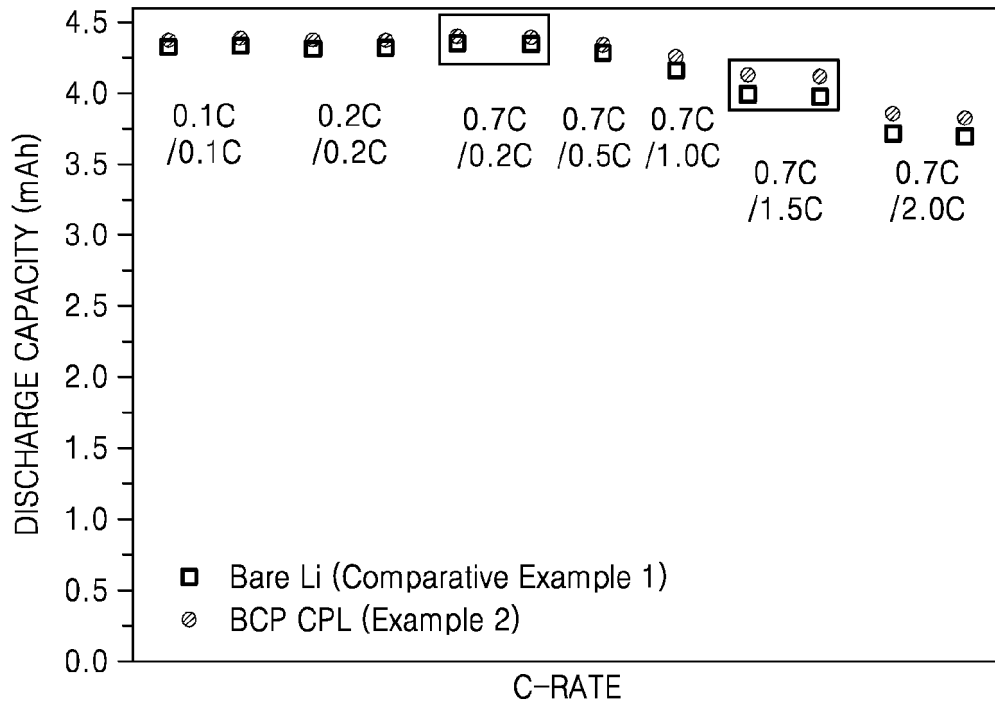 4.5
4.0
3.5
3.0
2.5
2.0
1.5
1.0
0.5
0.0
DISCHARGE CAPACITY (mAh)
0.1C
/0.1C
0.2C
/0.2C
0.7C
/0.2C
0.7C
/0.5C
0.7C
/1.0C
0.7C
/1.5C
0.7C
/2.0C
Bare Li (Comparative Example 1)
BCP CPL (Example 2)
C-RATE